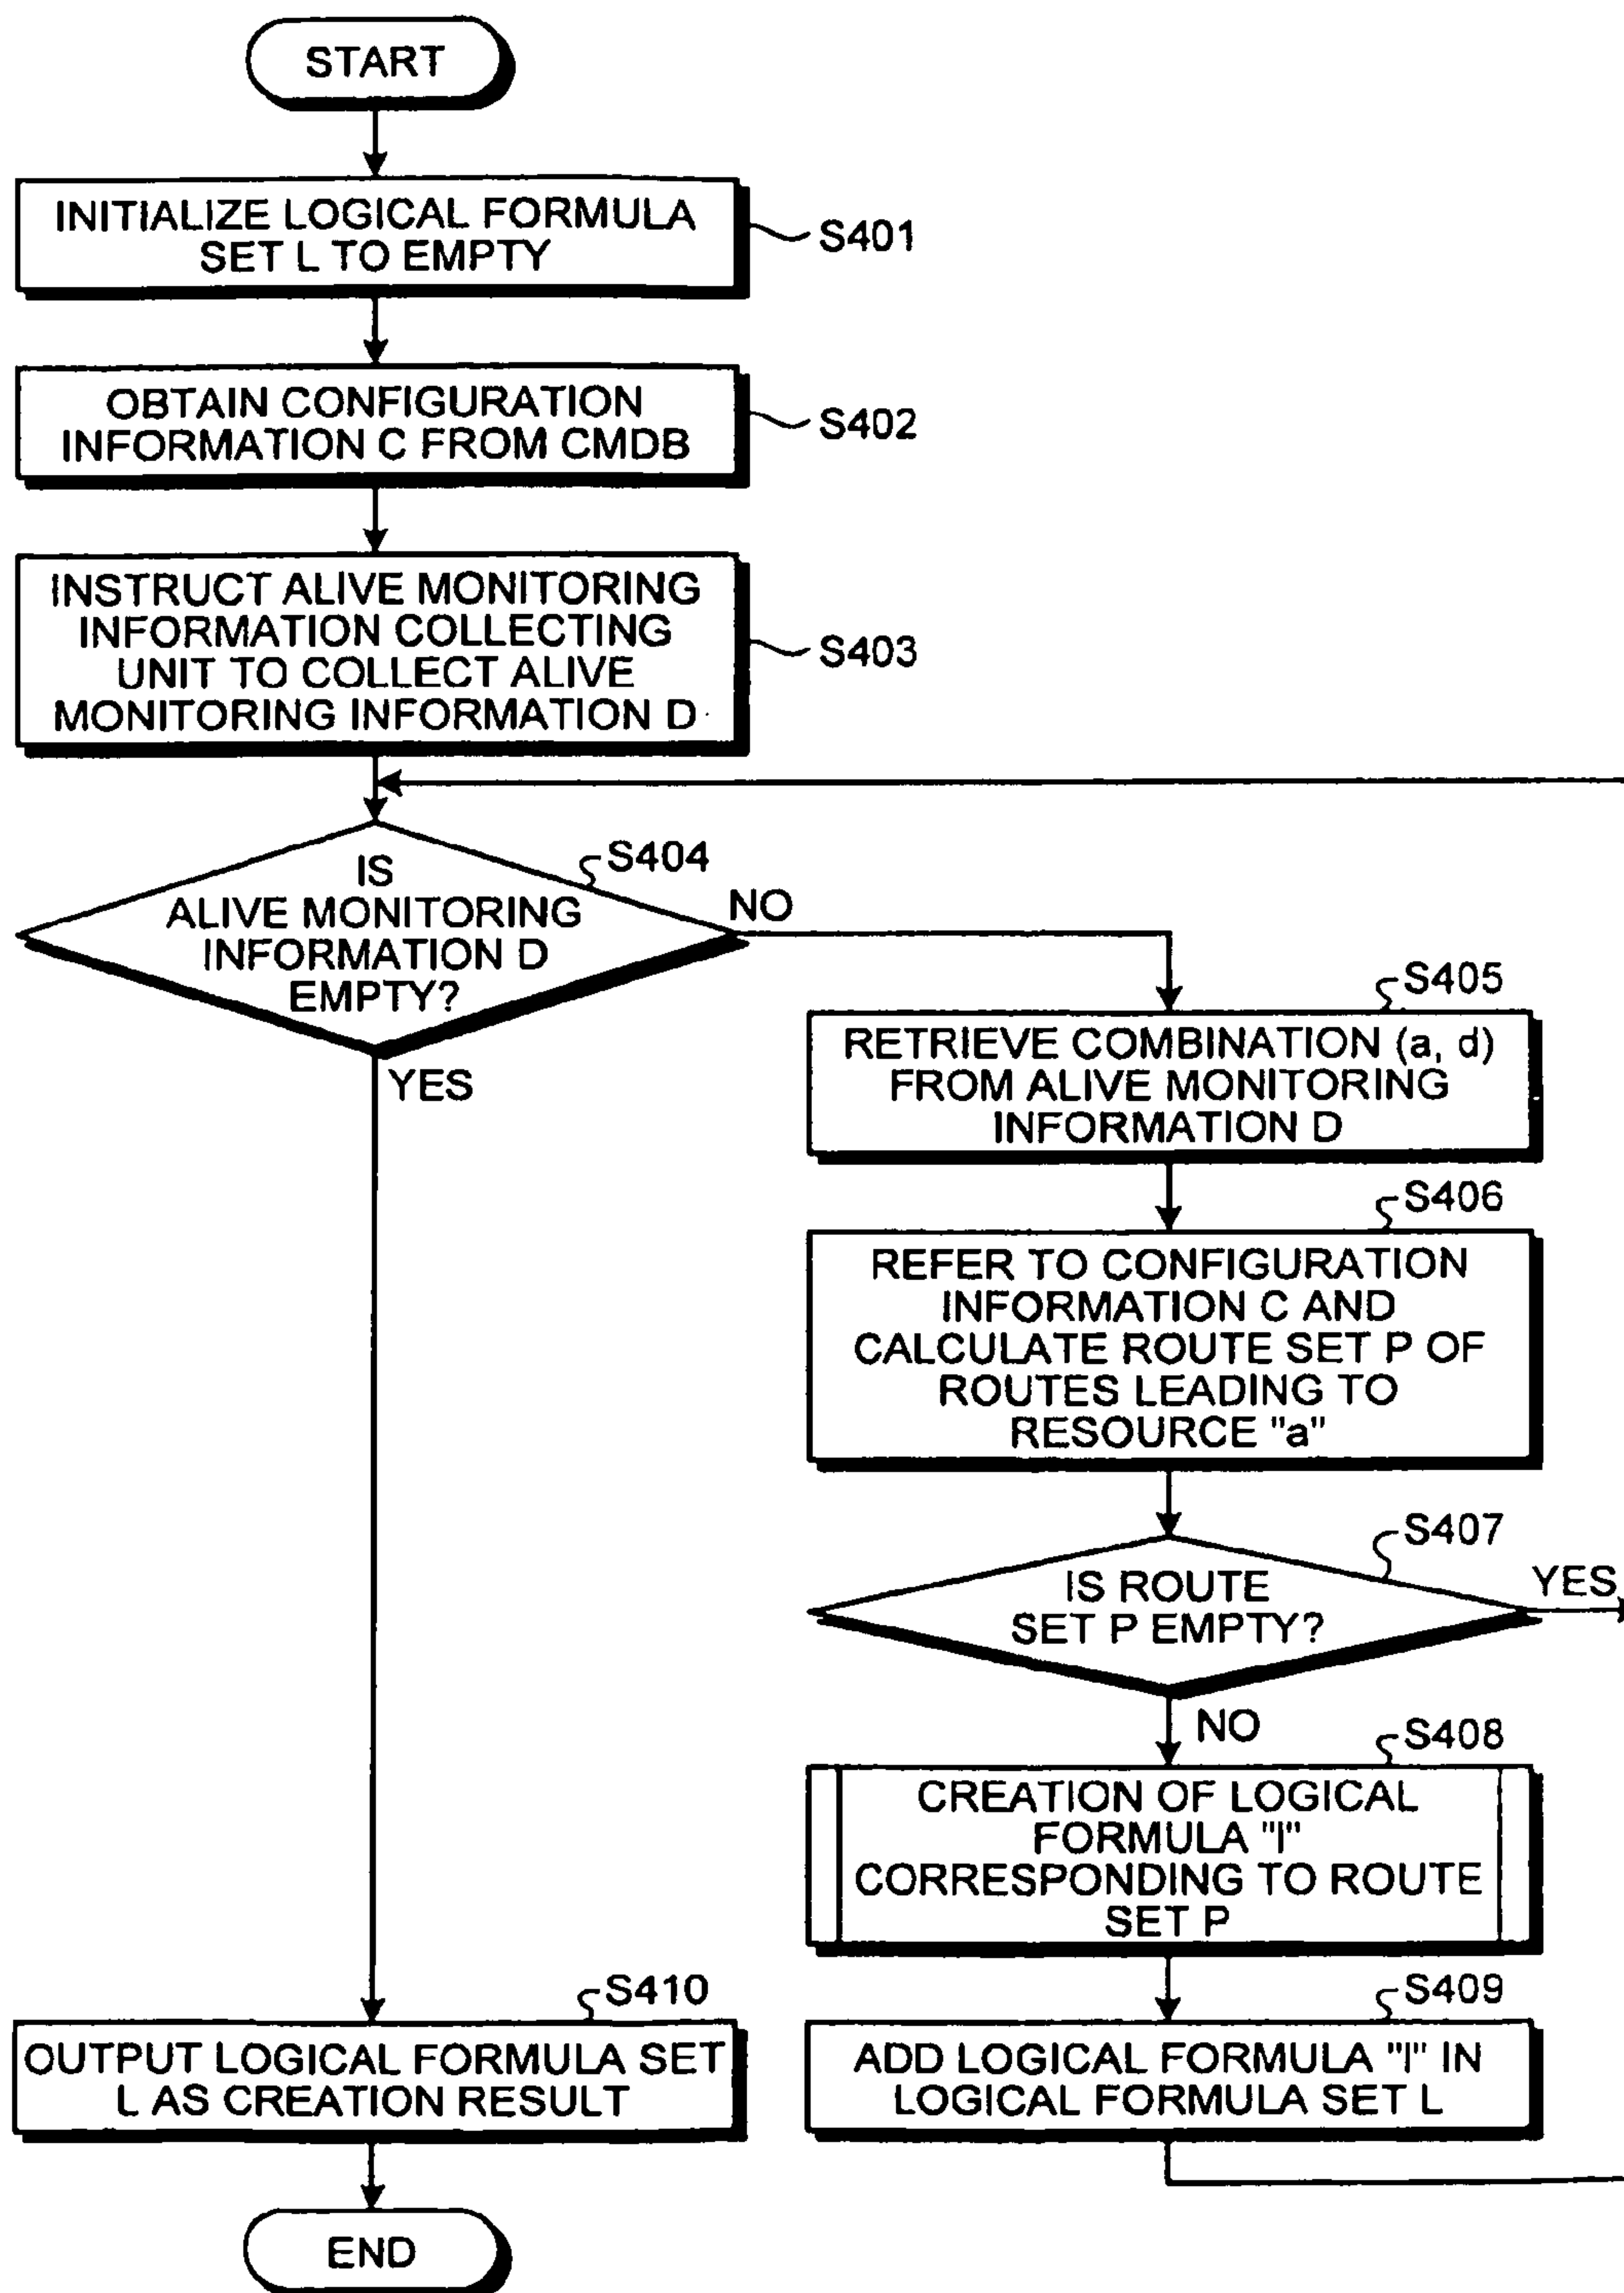 START
INITIALIZE LOGICAL FORMULA
SET L TO EMPTY
S401
OBTAIN CONFIGURATION
INFORMATION C FROM CMDB
S402
INSTRUCT ALIVE MONITORING
INFORMATION COLLECTING
UNIT TO COLLECT ALIVE
MONITORING INFORMATION D
S403
IS
ALIVE MONITORING
INFORMATION D
EMPTY?
S404
NO
YES
S405
RETRIEVE COMBINATION (a, d)
FROM ALIVE MONITORING
INFORMATION D
S406
REFER TO CONFIGURATION
INFORMATION C AND
CALCULATE ROUTE SET P OF
ROUTES LEADING TO
RESOURCE "a"
S407
IS ROUTE
SET P EMPTY?
YES
NO
S408
CREATION OF LOGICAL
FORMULA "l"
CORRESPONDING TO ROUTE
SET P
S409
ADD LOGICAL FORMULA "l" IN
LOGICAL FORMULA SET L
S410
OUTPUT LOGICAL FORMULA SET
L AS CREATION RESULT
END